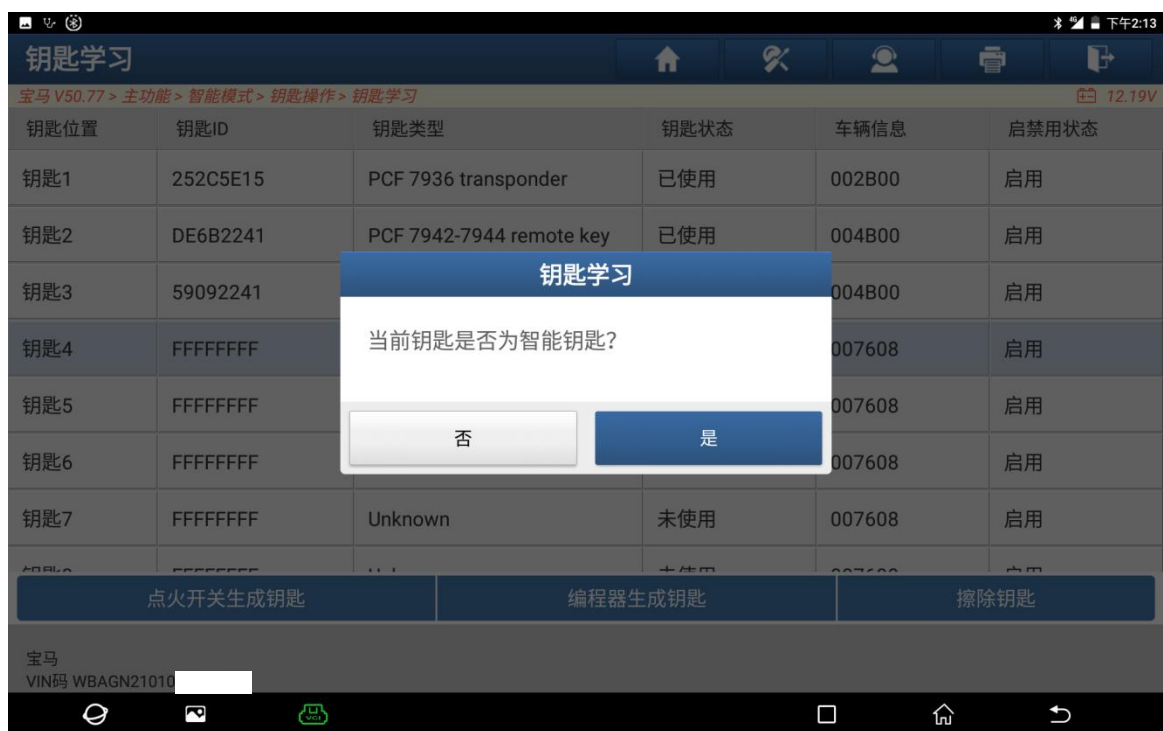 下午2:13
钥匙学习
宝马 V50.77 > 主功能 > 智能模式 > 钥匙操作 > 钥匙学习 12.19V
钥匙位置 钥匙ID 钥匙类型 钥匙状态 车辆信息 启禁用状态
钥匙1 252C5E15 PCF 7936 transponder 已使用 002B00 启用
钥匙2 DE6B2241 PCF 7942-7944 remote key 已使用 004B00 启用
钥匙学习
钥匙3 59092241 004B00 启用
当前钥匙是否为智能钥匙?
钥匙4 FFFFFFFF 007608 启用
钥匙5 FFFFFFFF 007608 启用
否 是
钥匙6 FFFFFFFF 007608 启用
钥匙7 FFFFFFFF Unknown 未使用 007608 启用
点火开关生成钥匙 编程器生成钥匙 擦除钥匙
宝马
VIN码 WBAGN21010
VCI